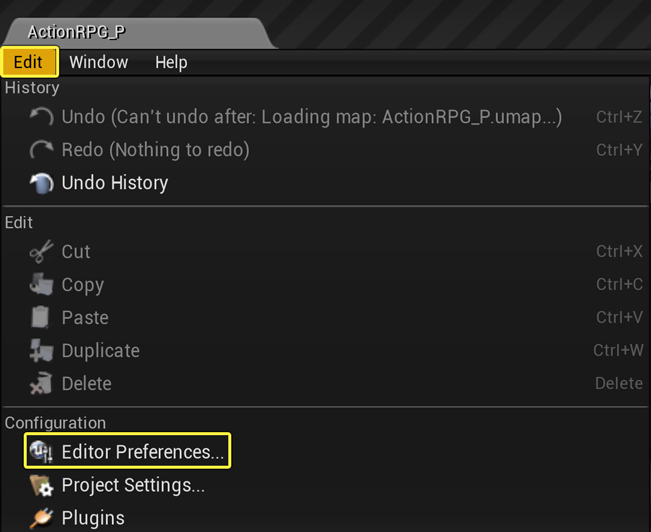 ActionRPG_P
Edit Window Help
History
Undo (Can't undo after: Loading map: ActionRPG_P.umap...) Ctrl+Z
Redo (Nothing to redo) Ctrl+Y
Undo History
Edit
Cut Ctrl+X
Copy Ctrl+C
Paste Ctrl+V
Duplicate Ctrl+W
Delete Delete
Configuration
Editor Preferences...
Project Settings...
Plugins